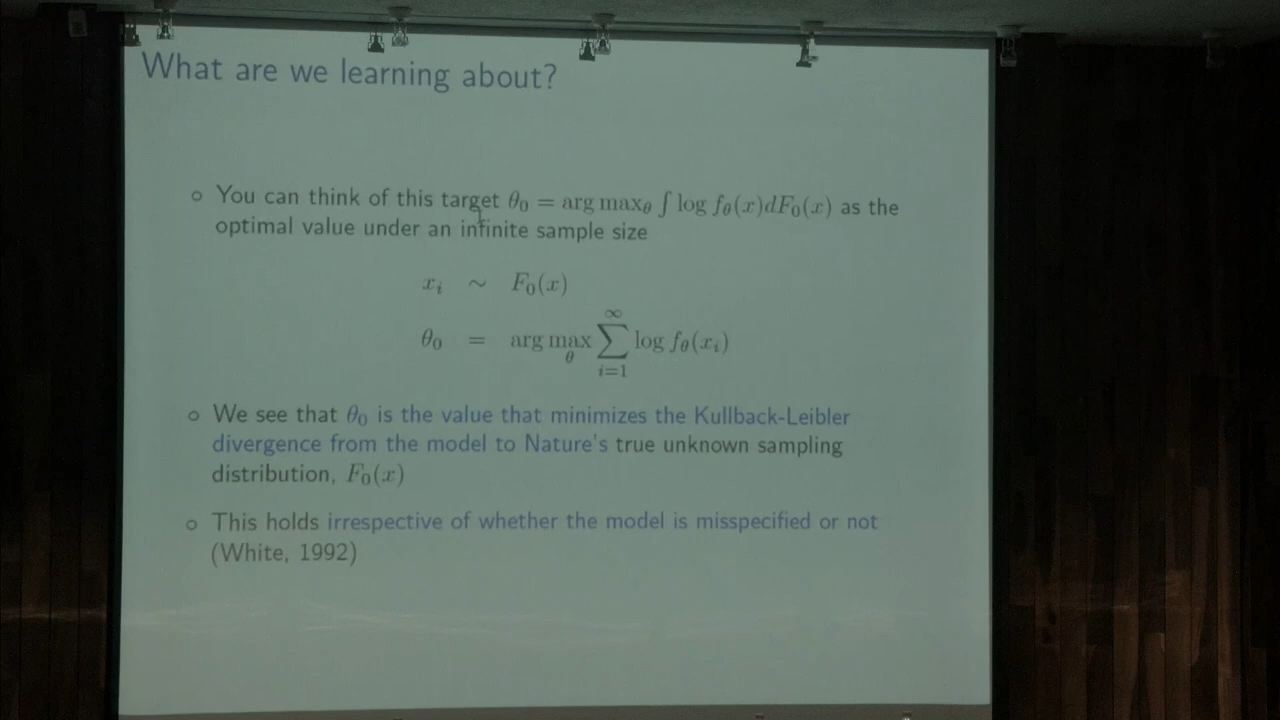 What are we learning about?
○ You can think of this target θ₀ = arg max_θ ∫ log f_θ(x)dF₀(x) as the
optimal value under an infinite sample size
x_i ∼ F₀(x)
θ₀ = arg max_θ ∑_{i=1}^{∞} log f_θ(x_i)
○ We see that θ₀ is the value that minimizes the Kullback-Leibler
divergence from the model to Nature's true unknown sampling
distribution, F₀(x)
○ This holds irrespective of whether the model is misspecified or not
(White, 1992)